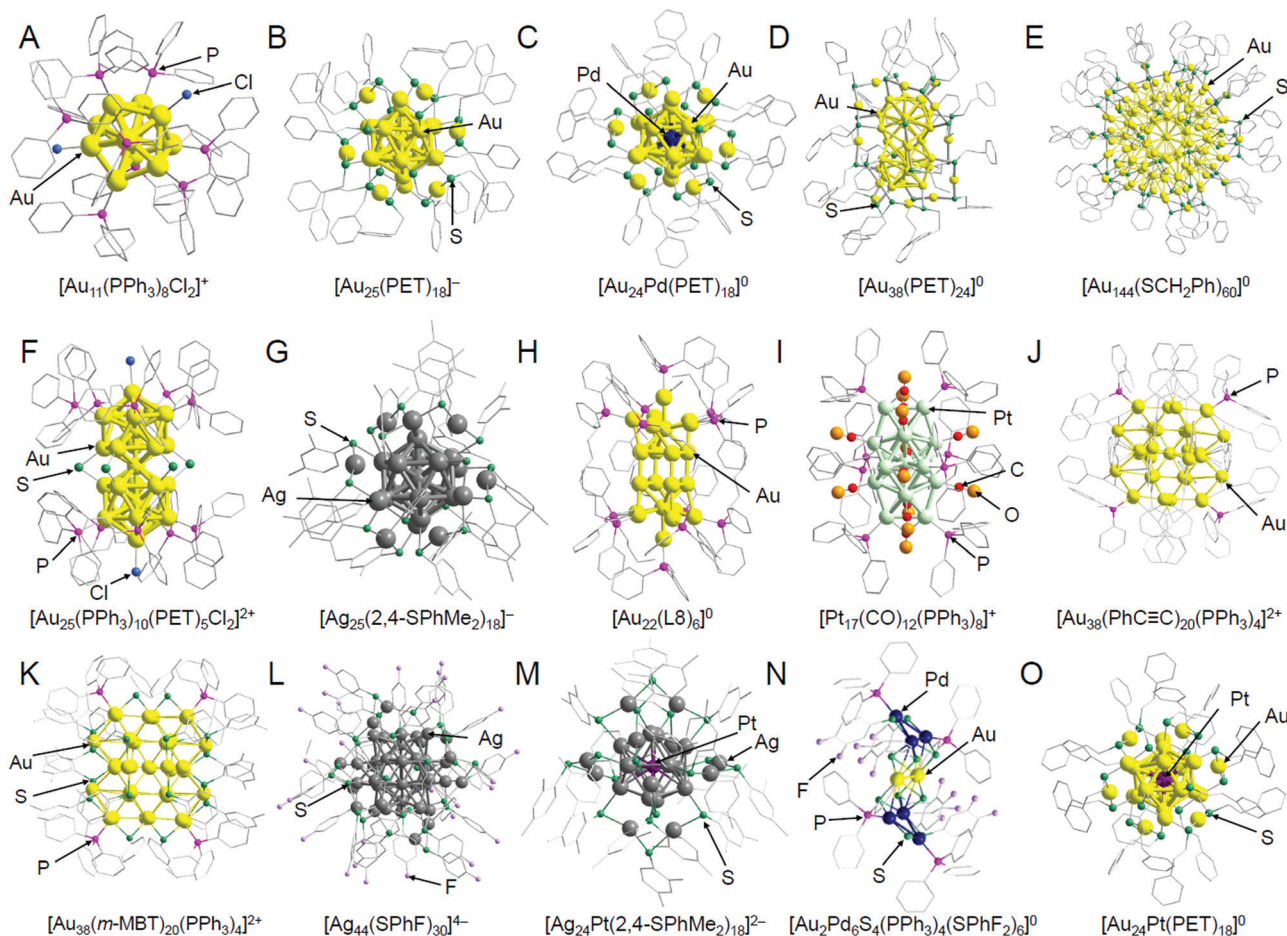 A
P
Cl
Au
[Au₁₁(PPh₃)₈Cl₂]⁺
B
Au
S
[Au₂₅(PET)₁₈]⁻
C
Pd
Au
S
[Au₂₄Pd(PET)₁₈]⁰
D
Au
S
[Au₃₈(PET)₂₄]⁰
E
Au
S
[Au₁₄₄(SCH₂Ph)₆₀]⁰
F
Au
S
P
Cl
[Au₂₅(PPh₃)₁₀(PET)₅Cl₂]²⁺
G
S
Ag
[Ag₂₅(2,4-SPhMe₂)₁₈]⁻
H
P
Au
[Au₂₂(L8)₆]⁰
I
Pt
C
O
P
[Pt₁₇(CO)₁₂(PPh₃)₈]⁺
J
P
Au
[Au₃₈(PhC≡C)₂₀(PPh₃)₄]²⁺
K
Au
S
P
[Au₃₈(m-MBT)₂₀(PPh₃)₄]²⁺
L
Ag
S
F
[Ag₄₄(SPhF)₃₀]⁴⁻
M
Pt
Ag
S
[Ag₂₄Pt(2,4-SPhMe₂)₁₈]²⁻
N
Pd
Au
F
P
S
[Au₂Pd₆S₄(PPh₃)₄(SPhF₂)₆]⁰
O
Pt
Au
S
[Au₂₄Pt(PET)₁₈]⁰